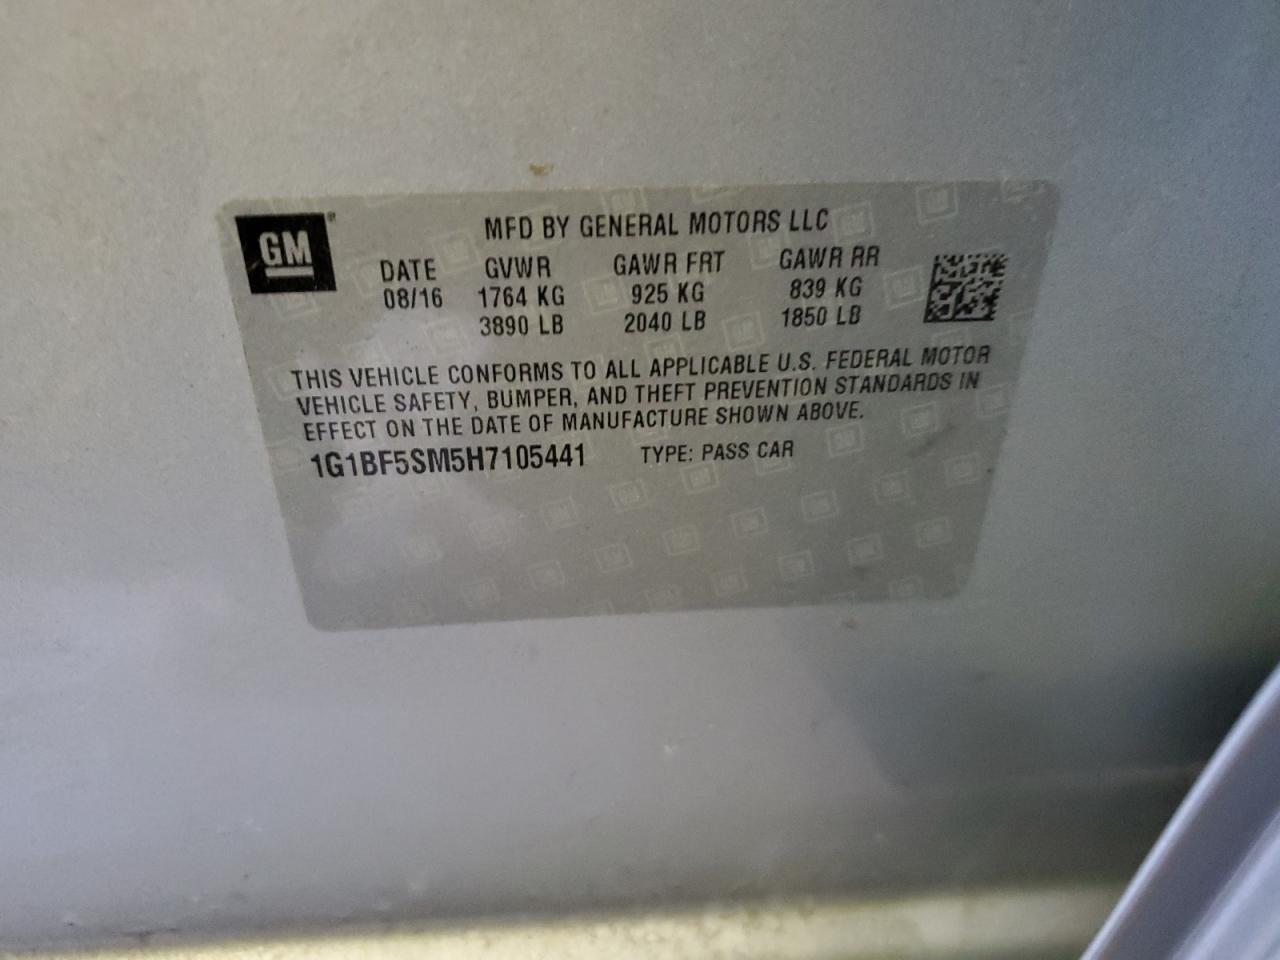 GM
MFD BY GENERAL MOTORS LLC
DATE GVWR GAWR FRT GAWR RR
08/16 1764 KG 925 KG 839 KG
3890 LB 2040 LB 1850 LB
THIS VEHICLE CONFORMS TO ALL APPLICABLE U.S. FEDERAL MOTOR
VEHICLE SAFETY, BUMPER, AND THEFT PREVENTION STANDARDS IN
EFFECT ON THE DATE OF MANUFACTURE SHOWN ABOVE.
1G1BF5SM5H7105441 TYPE: PASS CAR